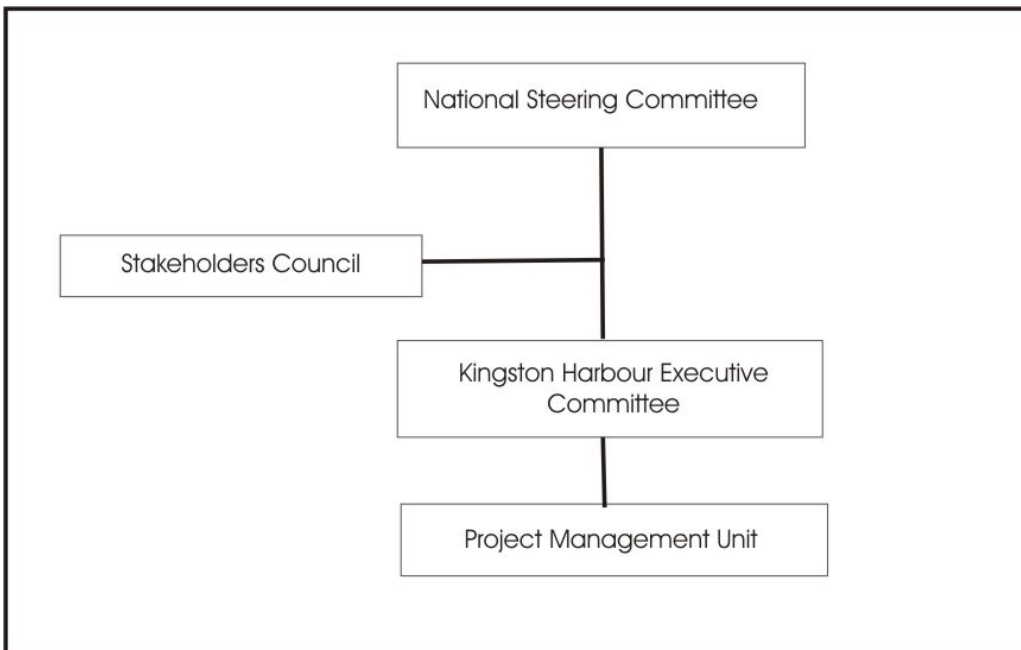 National Steering Committee
Stakeholders Council
Kingston Harbour Executive
Committee
Project Management Unit